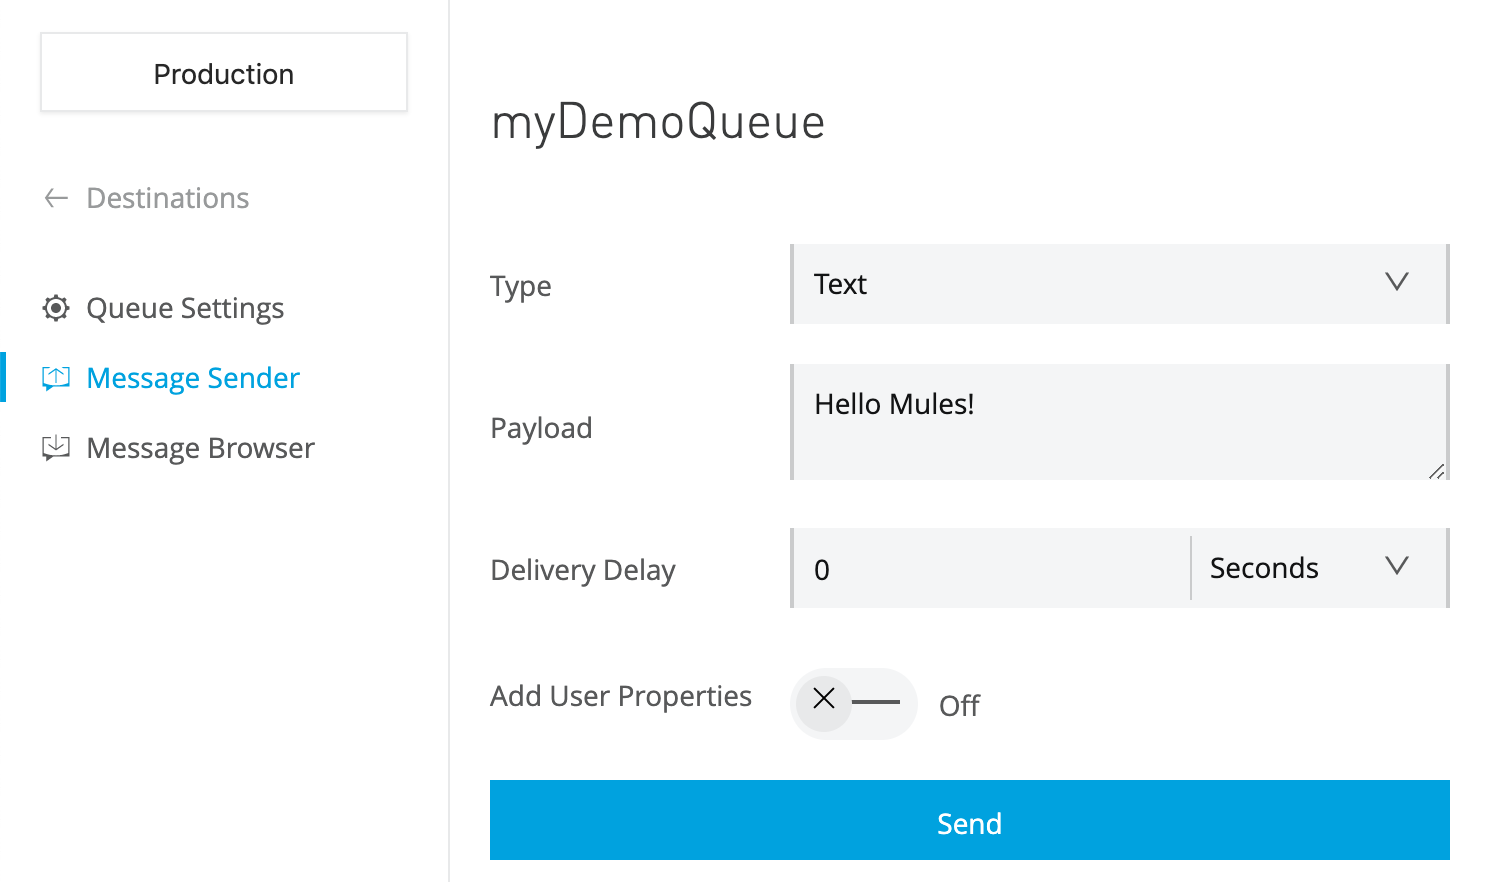 Production
Destinations
Queue Settings
Message Sender
Message Browser
myDemoQueue
Type
Text
Payload
Hello Mules!
Delivery Delay
0
Seconds
Add User Properties
Off
Send